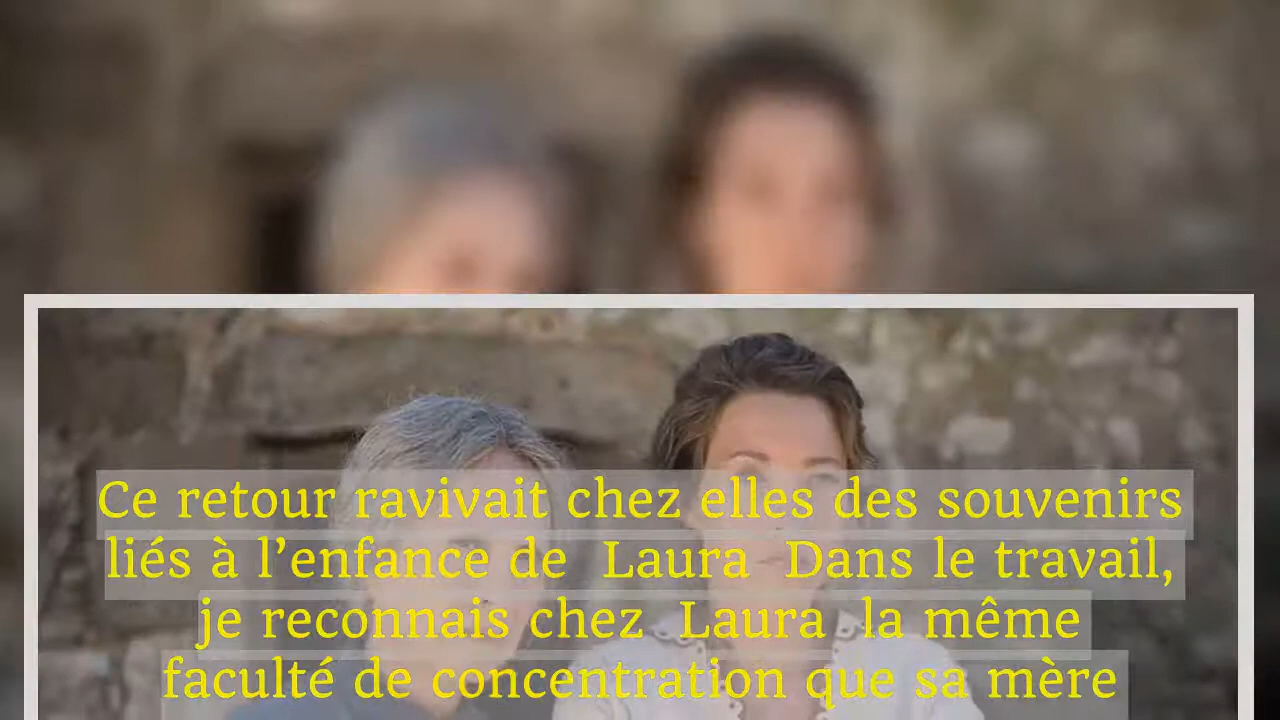 Ce retour ravivait chez elles des souvenirs
liés à l’enfance de Laura Dans le travail,
je reconnais chez Laura la même
faculté de concentration que sa mère